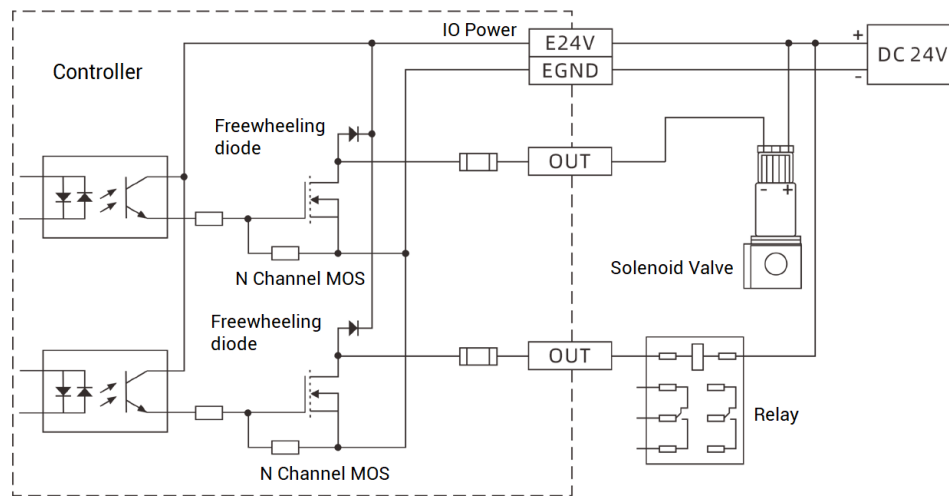 IO Power
E24V
+
Controller
EGND
DC 24V
-
Freewheeling
diode
OUT
- +
N Channel MOS
Solenoid Valve
Freewheeling
diode
OUT
Relay
N Channel MOS